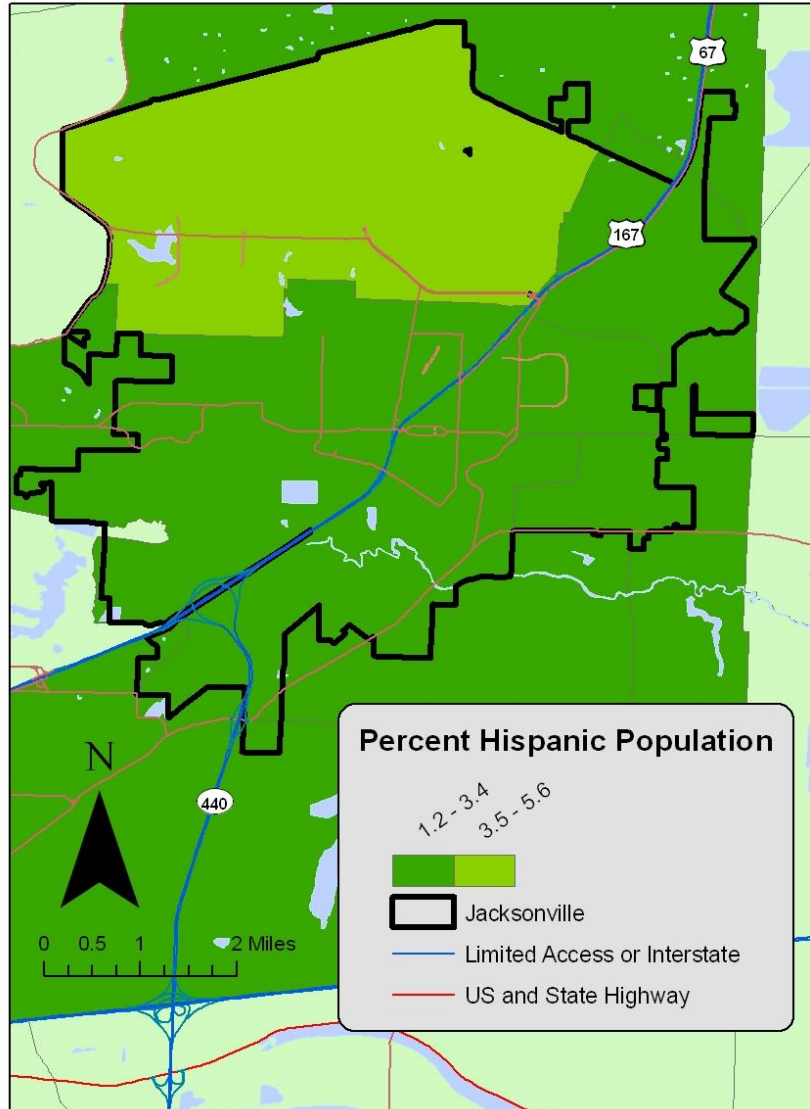 67
167
Percent Hispanic Population
1.2 - 3.4
3.5 - 5.6
Jacksonville
Limited Access or Interstate
US and State Highway
N
440
0 0.5 1 2 Miles